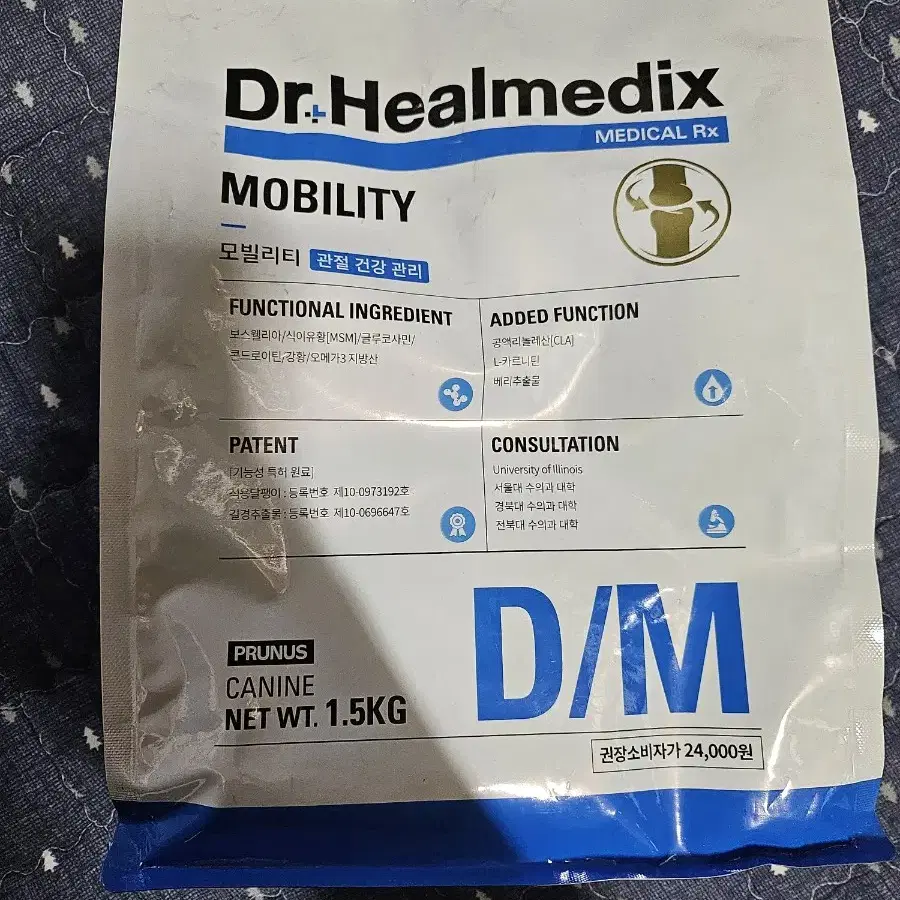 Dr.Healmedix
MEDICAL Rx
MOBILITY
모빌리티 관절 건강 관리
FUNCTIONAL INGREDIENT
보스웰리아/식이유황[MSM]/글루코사민/
콘드로이틴/강황/오메가3 지방산
ADDED FUNCTION
공액리놀레산[CLA]
L-카르니틴
베리추출물
PATENT
[기능성 특허 원료]
식용달팽이 : 등록번호 제10-0973192호
길경추출물 : 등록번호 제10-0696647호
CONSULTATION
University of Illinois
서울대 수의과 대학
경북대 수의과 대학
전북대 수의과 대학
PRUNUS
CANINE
NET WT. 1.5KG
D/M
권장소비자가 24,000원